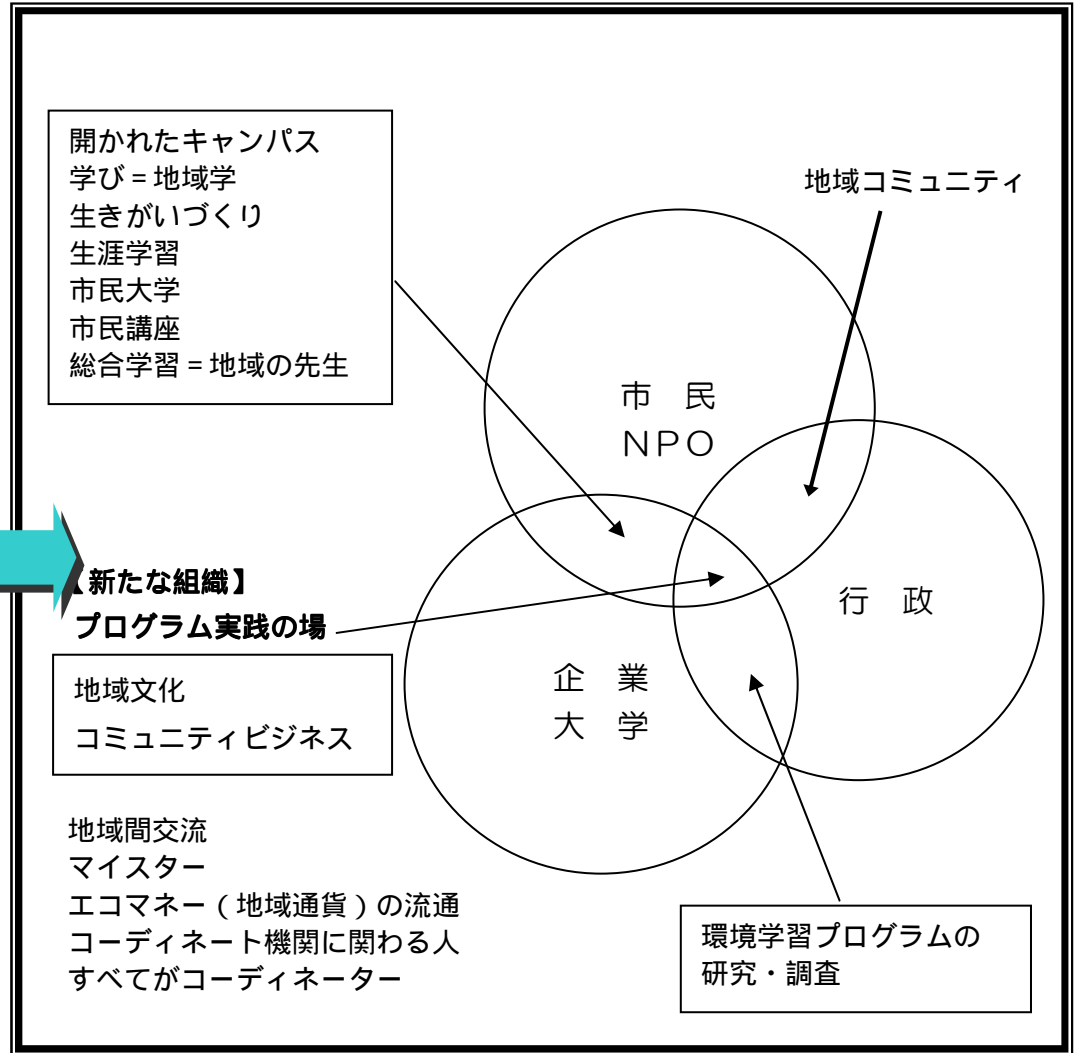 開かれたキャンパス
学び＝地域学
生きがいづくり
生涯学習
市民大学
市民講座
総合学習＝地域の先生
地域コミュニティ
市　民
ＮＰＯ
行　政
企　業
大　学
【新たな組織】
プログラム実践の場
地域文化
コミュニティビジネス
地域間交流
マイスター
エコマネー（地域通貨）の流通
コーディネート機関に関わる人
すべてがコーディネーター
環境学習プログラムの
研究・調査